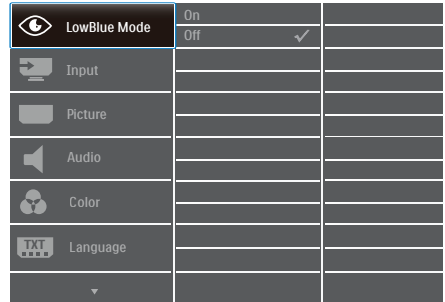 LowBlue Mode
On
Off
Input
Picture
Audio
Color
TXT
Language